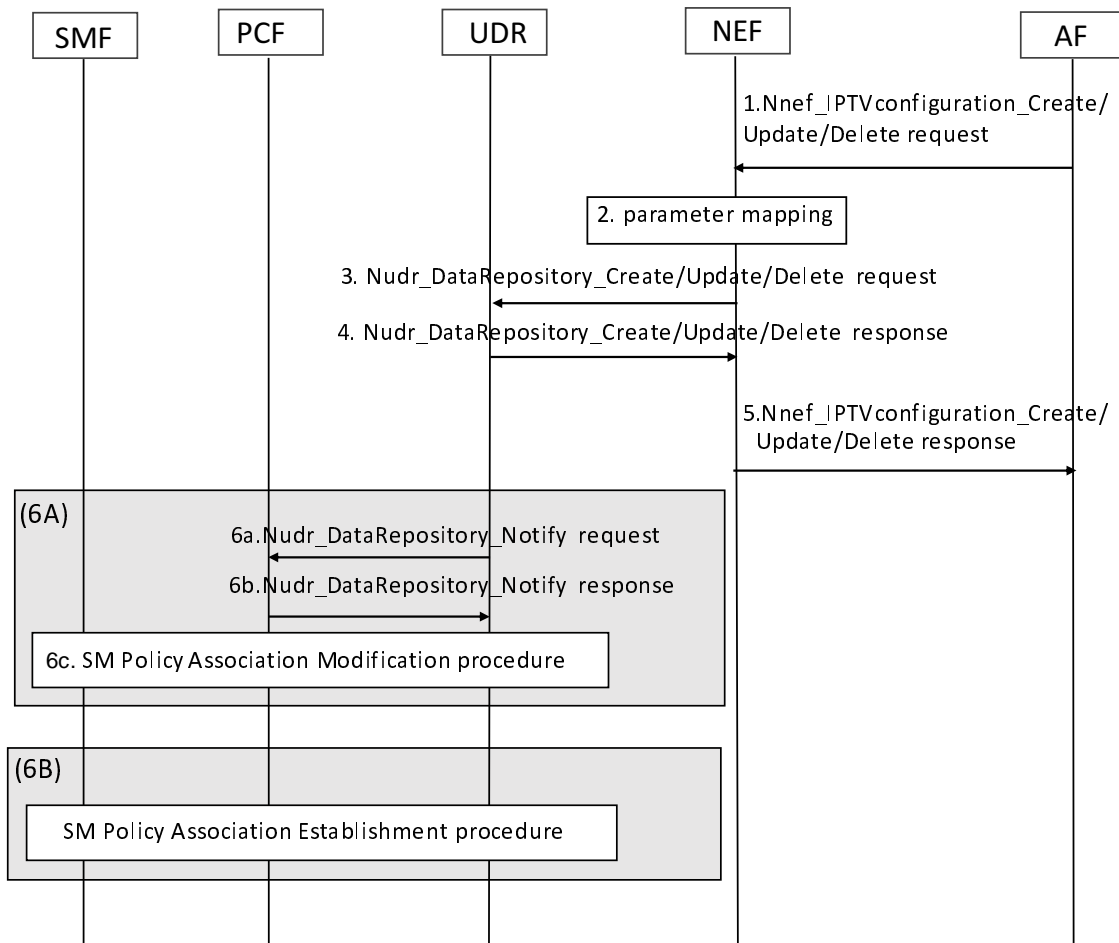 SMF
PCF
UDR
NEF
AF
1.Nnef_IPTVconfiguration_Create/
Update/Delete request
2. parameter mapping
3. Nudr_DataRepository_Create/Update/Delete request
4. Nudr_DataRepository_Create/Update/Delete response
5.Nnef_IPTVconfiguration_Create/
Update/Delete response
(6A)
6a.Nudr_DataRepository_Notify request
6b.Nudr_DataRepository_Notify response
6c. SM Policy Association Modification procedure
(6B)
SM Policy Association Establishment procedure